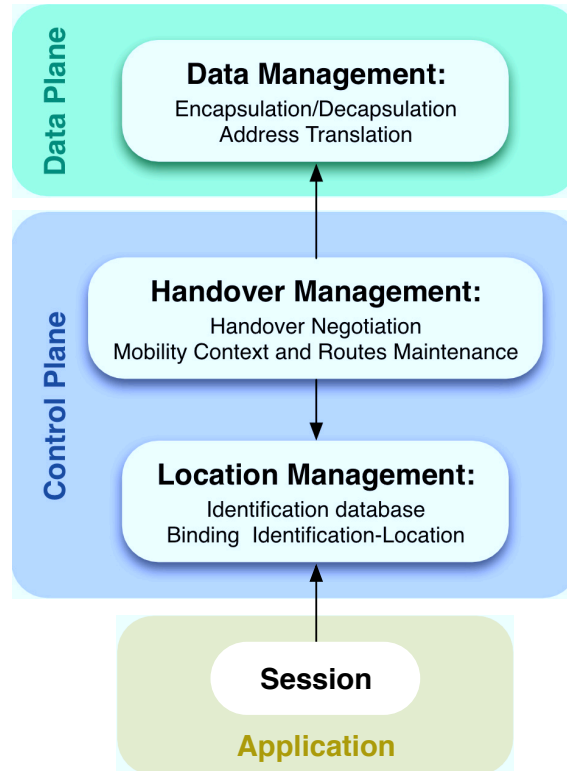 Data Plane
Data Management:
Encapsulation/Decapsulation
Address Translation
Control Plane
Handover Management:
Handover Negotiation
Mobility Context and Routes Maintenance
Location Management:
Identification database
Binding Identification-Location
Session
Application